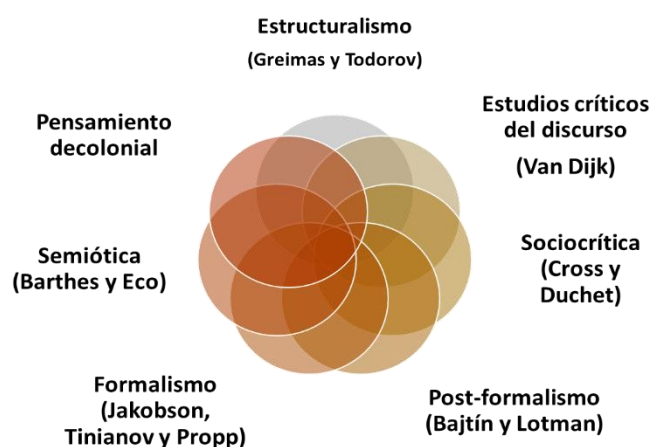 Estructuralismo
(Greimas y Todorov)
Estudios críticos
del discurso
(Van Dijk)
Sociocrítica
(Cross y
Duchet)
Post-formalismo
(Bajtín y Lotman)
Formalismo
(Jakobson,
Tinianov y Propp)
Semiótica
(Barthes y Eco)
Pensamiento
decolonial